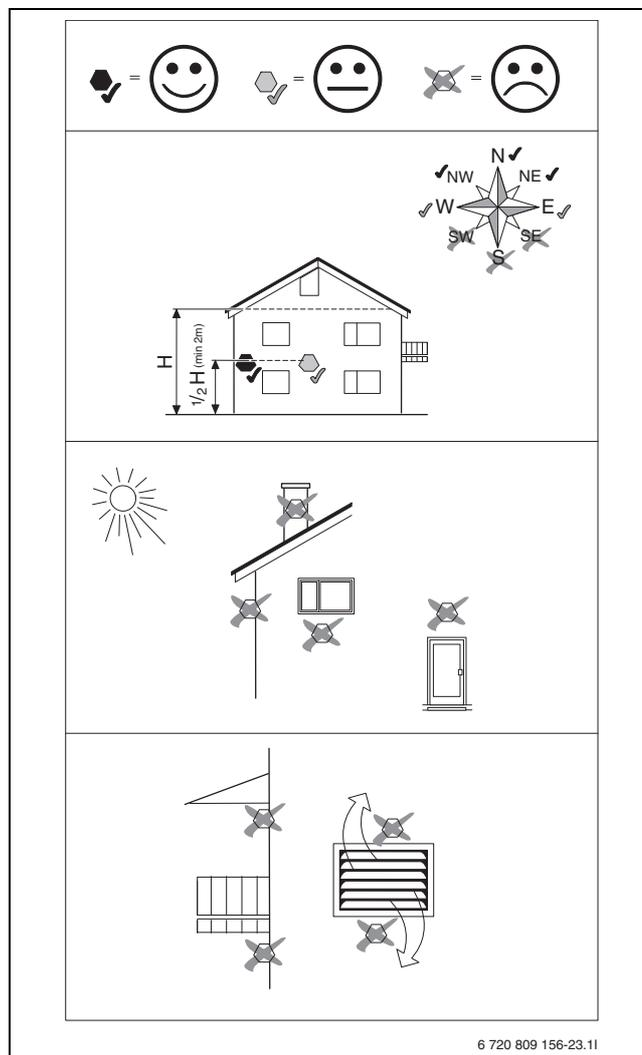 = = =
N
NW NE
W E
SW SE
S
H
1/2 H (min 2m)
6 720 809 156-23.1I